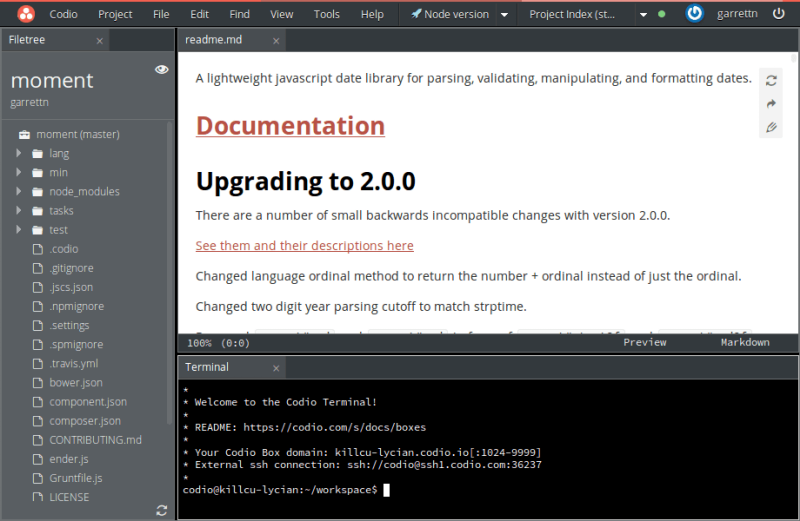 Codio Project File Edit Find View Tools Help Node version Project Index (st... garrettn
Filetree ×
moment
garrettn
moment (master)
lang
min
node_modules
tasks
test
.codio
.gitignore
.jscs.json
.npmignore
.settings
.spmignore
.travis.yml
bower.json
component.json
composer.json
CONTRIBUTING.md
ender.js
Gruntfile.js
LICENSE
readme.md ×
A lightweight javascript date library for parsing, validating, manipulating, and formatting dates.
Documentation
Upgrading to 2.0.0
There are a number of small backwards incompatible changes with version 2.0.0.
See them and their descriptions here
Changed language ordinal method to return the number + ordinal instead of just the ordinal.
Changed two digit year parsing cutoff to match strptime.
100% (0:0) Preview Markdown
Terminal ×
*
* Welcome to the Codio Terminal!
*
* README: https://codio.com/s/docs/boxes
*
* Your Codio Box domain: killcu-lycian.codio.io[:1024-9999]
* External ssh connection: ssh://codio@ssh1.codio.com:36237
*
codio@killcu-lycian:~/workspace$